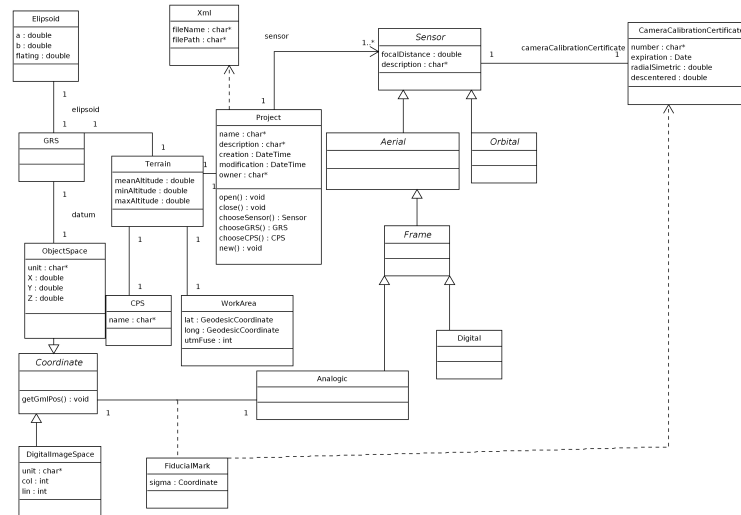 Elipsoid
a : double
b : double
flating : double
1
elipsoid
1
1
GRS
1
datum
1
ObjectSpace
unit : char*
X : double
Y : double
Z : double
Coordinate
getGmlPos() : void
1
1
DigitalImageSpace
unit : char*
col : int
lin : int
Xml
fileName : char*
filePath : char*
1
Terrain
meanAltitude : double
minAltitude : double
maxAltitude : double
1
1
1
1
CPS
name : char*
WorkArea
lat : GeodesicCoordinate
long : GeodesicCoordinate
utmFuse : int
sensor
1..*
1
Project
name : char*
description : char*
creation : DateTime
modification : DateTime
owner : char*
open() : void
close() : void
chooseSensor() : Sensor
chooseGRS() : GRS
chooseCPS() : CPS
new() : void
Sensor
focalDistance : double
description : char*
1
cameraCalibrationCertificate
1
CameraCalibrationCertificate
number : char*
expiration : Date
radialSimetric : double
descentered : double
Aerial
Orbital
Frame
Digital
Analogic
FiducialMark
sigma : Coordinate